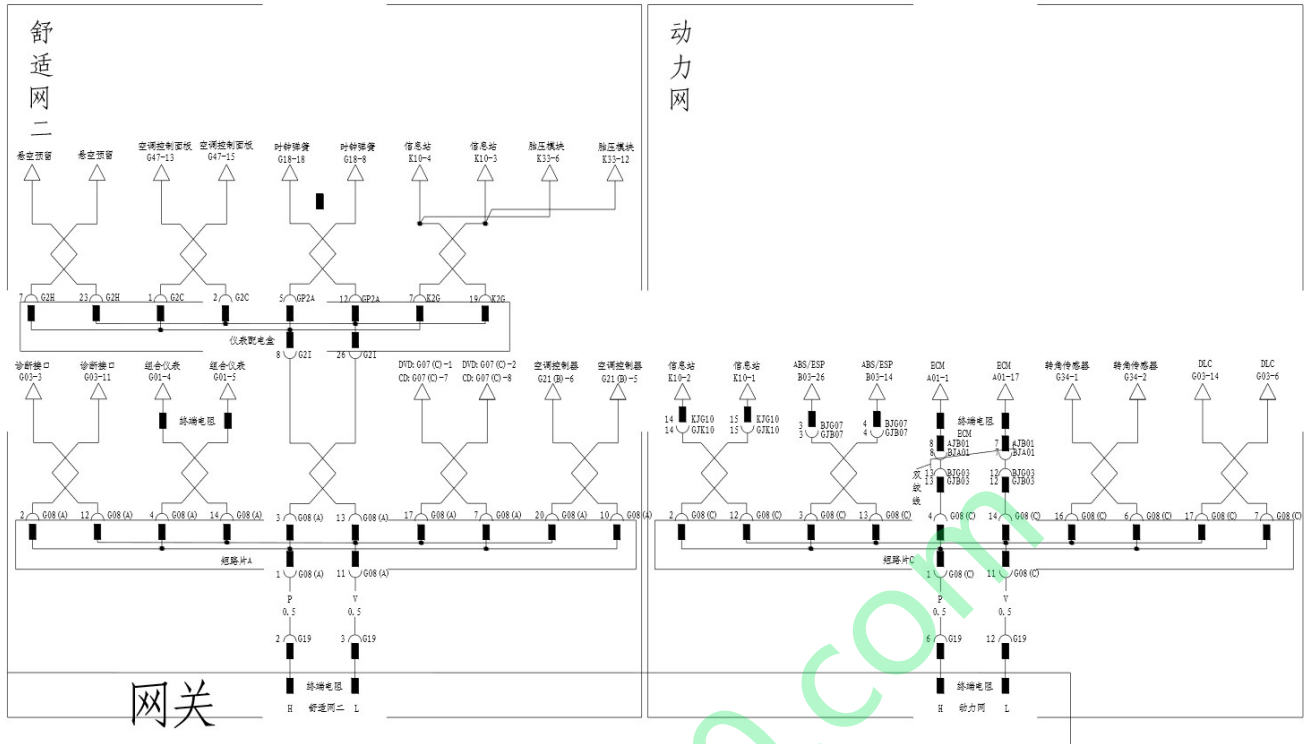 舒适网二
动力网
悬空预留 悬空预留 空调控制面板 空调控制面板 时钟弹簧 时钟弹簧 信息站 信息站 胎压模块 胎压模块
G47-13 G47-15 G18-18 G18-8 K10-4 K10-3 K33-6 K33-12
7 G2H 23 G2H 1 G2C 2 G2C 5 GP2A 12 GP2A 7 K2G 19 K2G
仪表配电盒
8 G2I 26 G2I
诊断接口 诊断接口 组合仪表 组合仪表 DVD:G07(C)-1 DVD:G07(C)-2 空调控制器 空调控制器
G03-3 G03-11 G01-4 G01-5 CD:G07(C)-7 CD:G07(C)-8 G21(B)-6 G21(B)-5
终端电阻
2 G08(A) 12 G08(A) 4 G08(A) 14 G08(A) 3 G08(A) 13 G08(A) 17 G08(A) 7 G08(A) 20 G08(A) 10 G08(A)
短路片A
1 G08(A) 11 G08(A)
P V
0.5 0.5
2 G19 3 G19
终端电阻
H 舒适网二 L
网关
信息站 信息站 ABS/ESP ABS/ESP ECM ECM 转角传感器 转角传感器 DLC DLC
K10-2 K10-1 B03-26 B03-14 A01-1 A01-17 G34-1 G34-2 G03-14 G03-6
14 KJG10 15 KJG10 3 BJG07 4 BJG07 终端电阻
14 GJK10 15 GJK10 3 GJB07 4 GJB07 ECM
8 AJB01 7 AJB01
8 BJA01 7 BJA01
双绞线
13 BJG03 12 BJG03
13 GJB03 12 GJB03
2 G08(C) 12 G08(C) 3 G08(C) 13 G08(C) 4 G08(C) 14 G08(C) 16 G08(C) 6 G08(C) 17 G08(C) 7 G08(C)
短路片C
1 G08(C) 11 G08(C)
P V
0.5 0.5
6 G19 12 G19
终端电阻
H 动力网 L
com